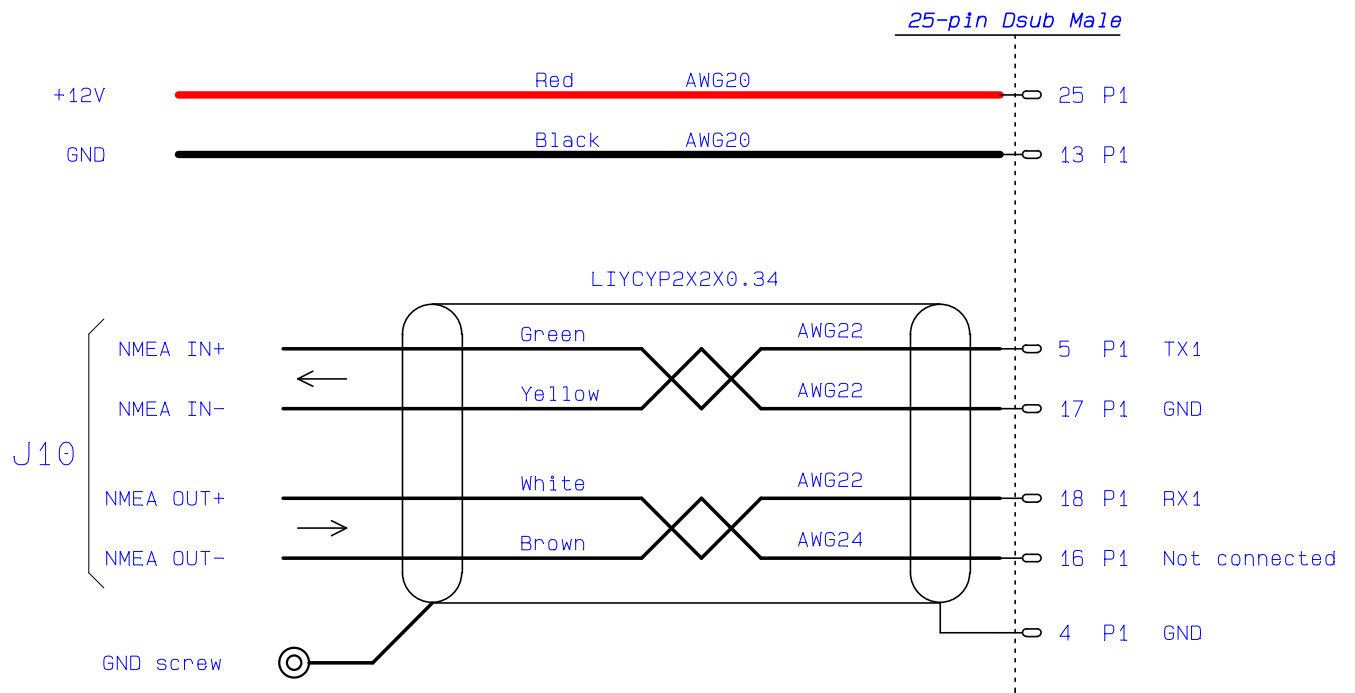 25-pin Dsub Male
Red AWG20
+12V 25 P1
Black AWG20
GND 13 P1
LIYCYP2X2X0.34
Green AWG22
NMEA IN+ 5 P1 TX1
Yellow AWG22
NMEA IN- 17 P1 GND
J10
White AWG22
NMEA OUT+ 18 P1 RX1
Brown AWG24
NMEA OUT- 16 P1 Not connected
4 P1 GND
GND screw